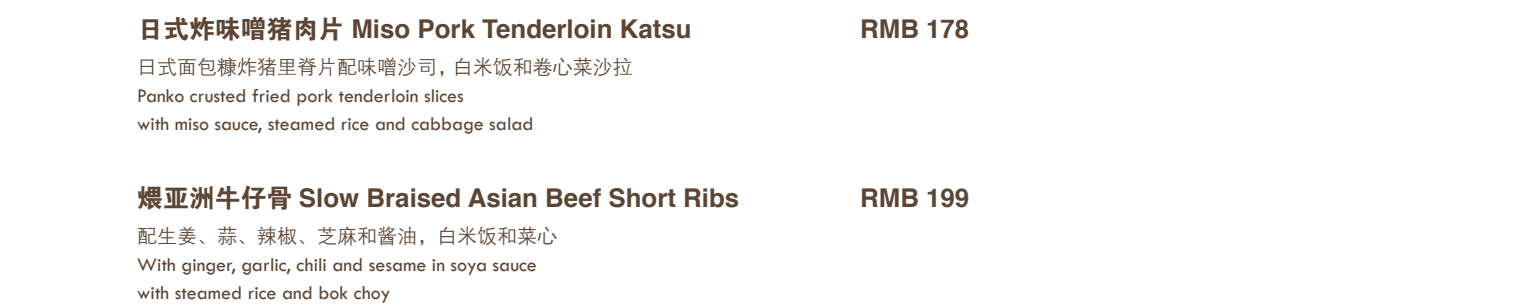 日式炸味噌猪肉片 Miso Pork Tenderloin Katsu RMB 178
日式面包糠炸猪里脊片配味噌沙司，白米饭和卷心菜沙拉
Panko crusted fried pork tenderloin slices
with miso sauce, steamed rice and cabbage salad
煨亚洲牛仔骨 Slow Braised Asian Beef Short Ribs RMB 199
配生姜、蒜、辣椒、芝麻和酱油，白米饭和菜心
With ginger, garlic, chili and sesame in soya sauce
with steamed rice and bok choy